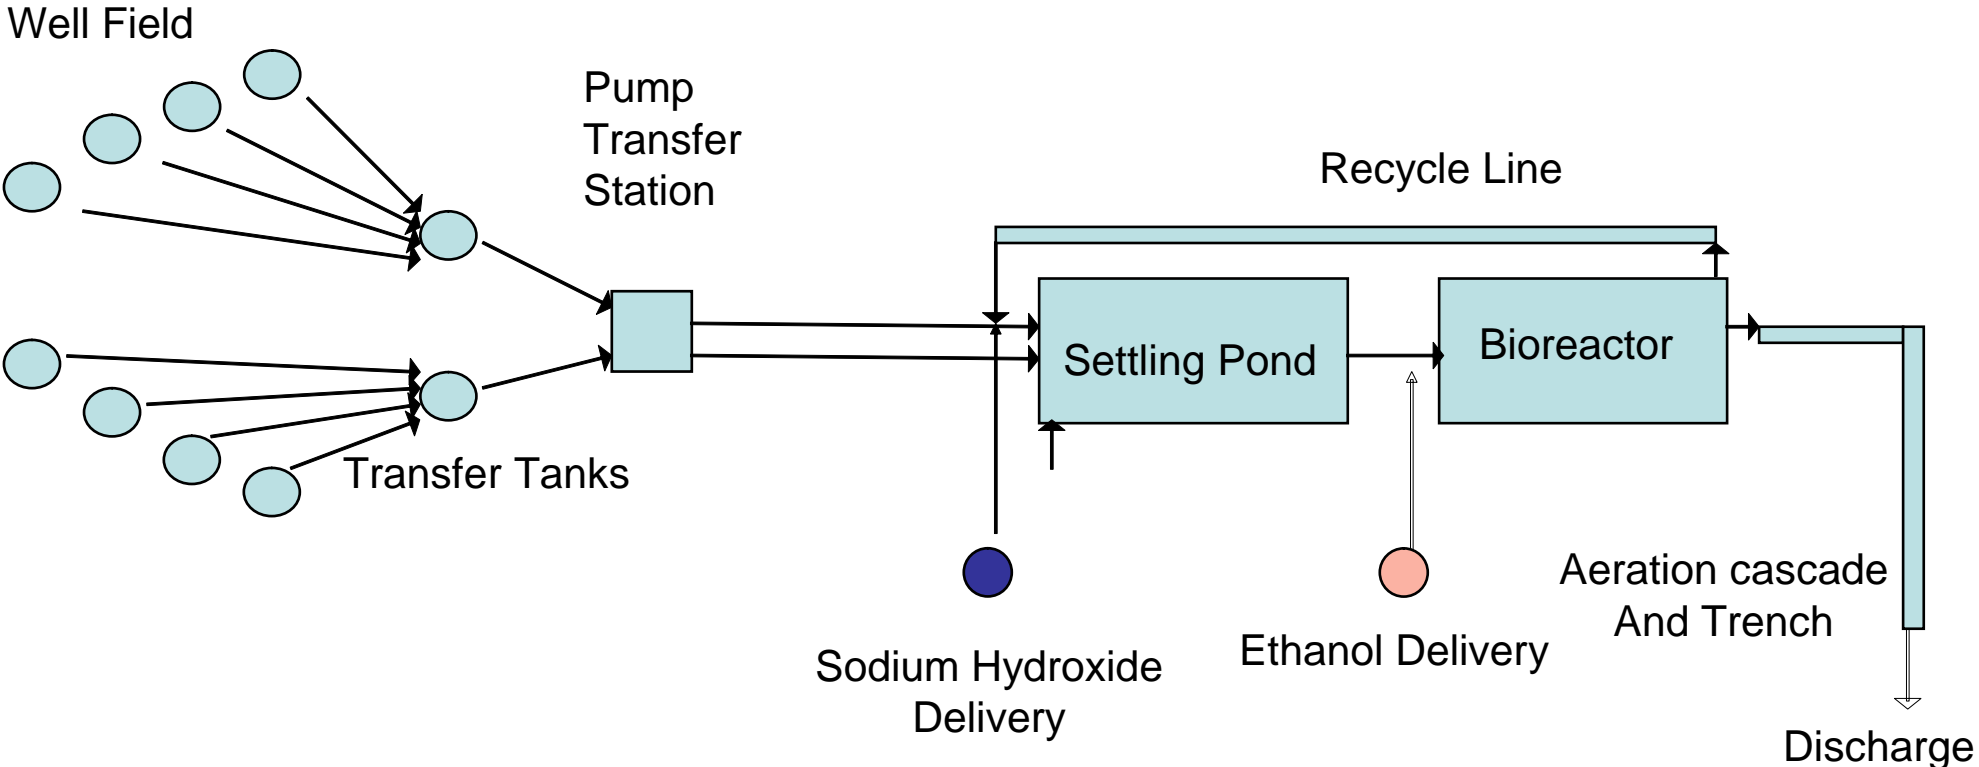 Well Field
Pump
Transfer
Station
Recycle Line
Settling Pond
Bioreactor
Transfer Tanks
Sodium Hydroxide
Delivery
Ethanol Delivery
Aeration cascade
And Trench
Discharge